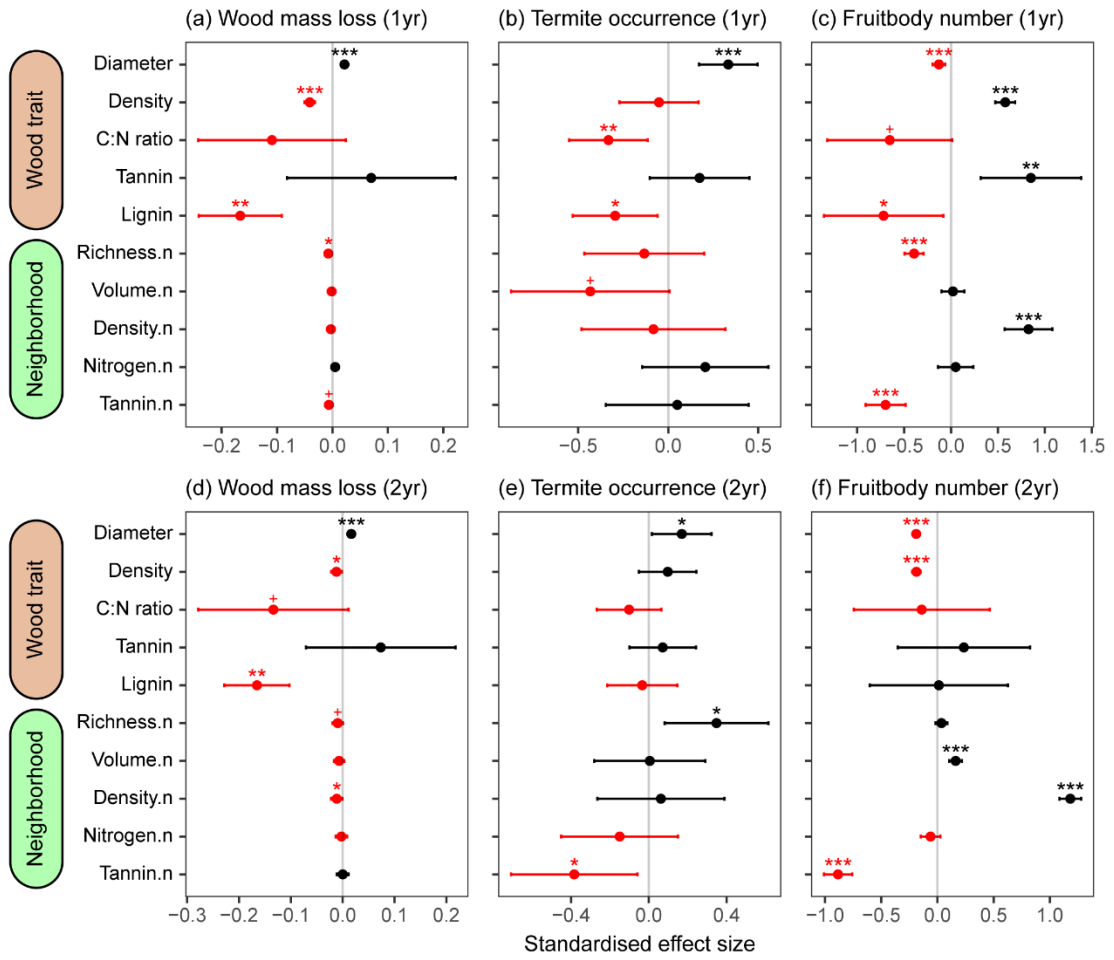 (a) Wood mass loss (1yr)
(b) Termite occurrence (1yr)
(c) Fruitbody number (1yr)
Wood trait
Neighborhood
Diameter
Density
C:N ratio
Tannin
Lignin
Richness.n
Volume.n
Density.n
Nitrogen.n
Tannin.n
***
***
**
*
+
***
**
*
+
***
***
+
**
*
***
***
***
−0.2 −0.1 0.0 0.1 0.2
−0.5 0.0 0.5
−1.0 −0.5 0.0 0.5 1.0 1.5
(d) Wood mass loss (2yr)
(e) Termite occurrence (2yr)
(f) Fruitbody number (2yr)
Wood trait
Neighborhood
Diameter
Density
C:N ratio
Tannin
Lignin
Richness.n
Volume.n
Density.n
Nitrogen.n
Tannin.n
***
*
+
**
+
*
*
*
*
***
***
***
***
***
−0.3 −0.2 −0.1 0.0 0.1 0.2
−0.4 0.0 0.4
−1.0 −0.5 0.0 0.5 1.0
Standardised effect size